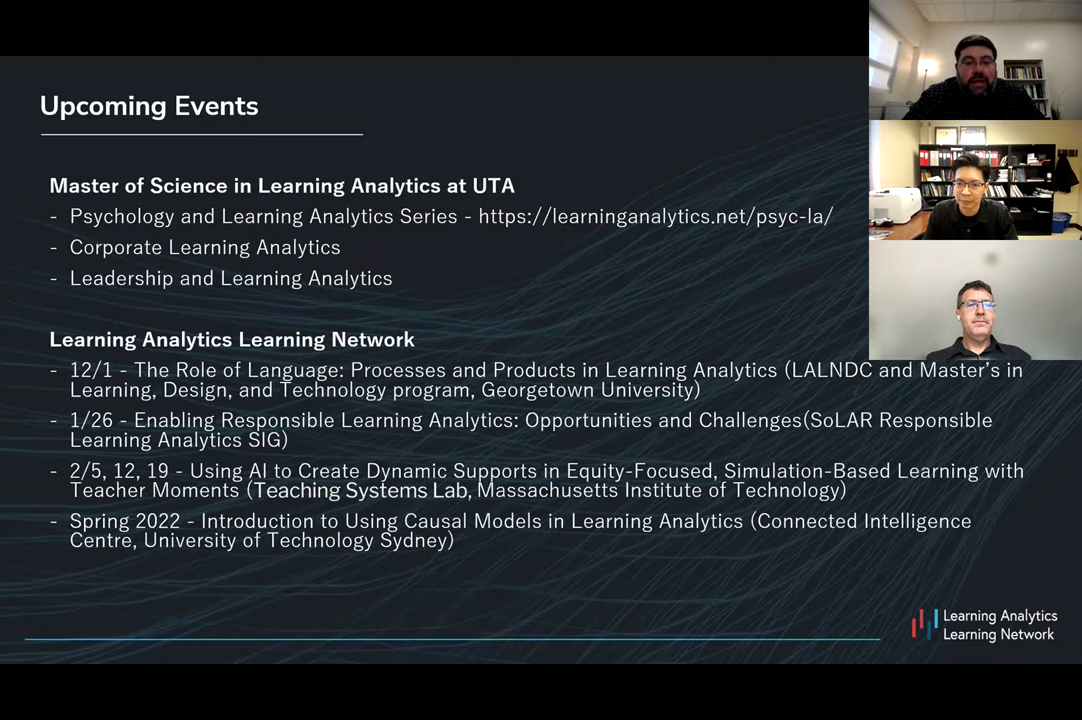 Upcoming Events
Master of Science in Learning Analytics at UTA
- Psychology and Learning Analytics Series - https://learninganalytics.net/psyc-la/
- Corporate Learning Analytics
- Leadership and Learning Analytics
Learning Analytics Learning Network
- 12/1 - The Role of Language: Processes and Products in Learning Analytics (LALNDC and Master's in
Learning, Design, and Technology program, Georgetown University)
- 1/26 - Enabling Responsible Learning Analytics: Opportunities and Challenges(SoLAR Responsible
Learning Analytics SIG)
- 2/5, 12, 19 - Using AI to Create Dynamic Supports in Equity-Focused, Simulation-Based Learning with
Teacher Moments (Teaching Systems Lab, Massachusetts Institute of Technology)
- Spring 2022 - Introduction to Using Causal Models in Learning Analytics (Connected Intelligence
Centre, University of Technology Sydney)
Learning Analytics
Learning Network